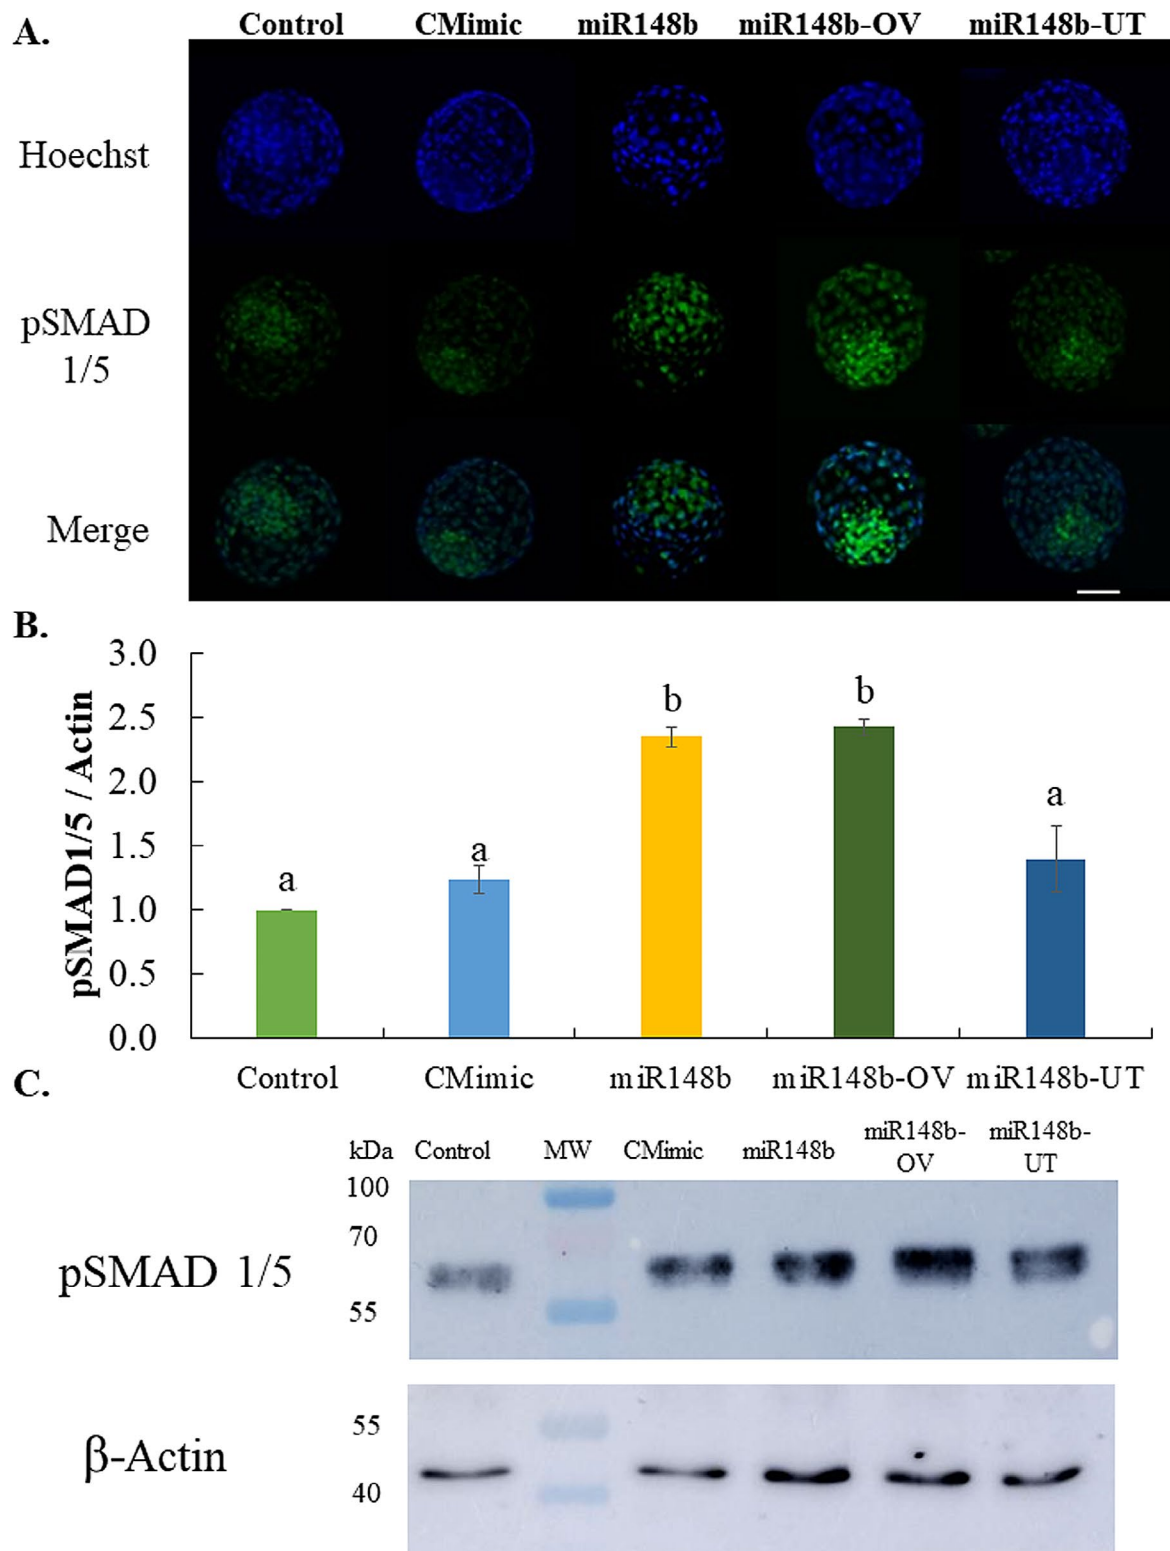 A.
Control CMimic miR148b miR148b-OV miR148b-UT
Hoechst
pSMAD
1/5
Merge
B.
pSMAD1/5 / Actin
3.0
2.5
2.0
1.5
1.0
0.5
0.0
a
a
b
b
a
Control CMimic miR148b miR148b-OV miR148b-UT
C.
kDa Control MW CMimic miR148b miR148b-
OV miR148b-
UT
100
70
55
pSMAD 1/5
55
40
β-Actin